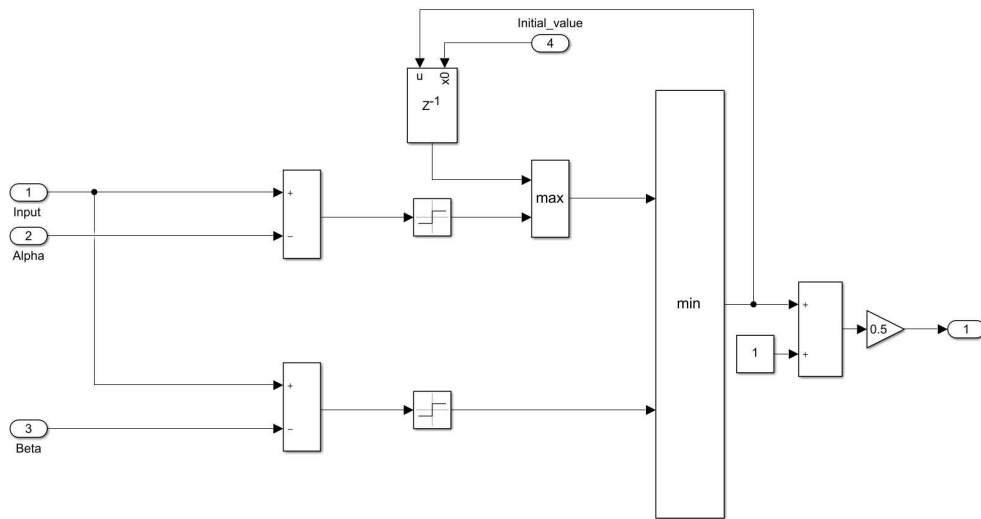 Initial_value
4
u
x0
Z-1
1
Input
+
−
max
2
Alpha
min
+
0.5
1
1
+
+
−
3
Beta